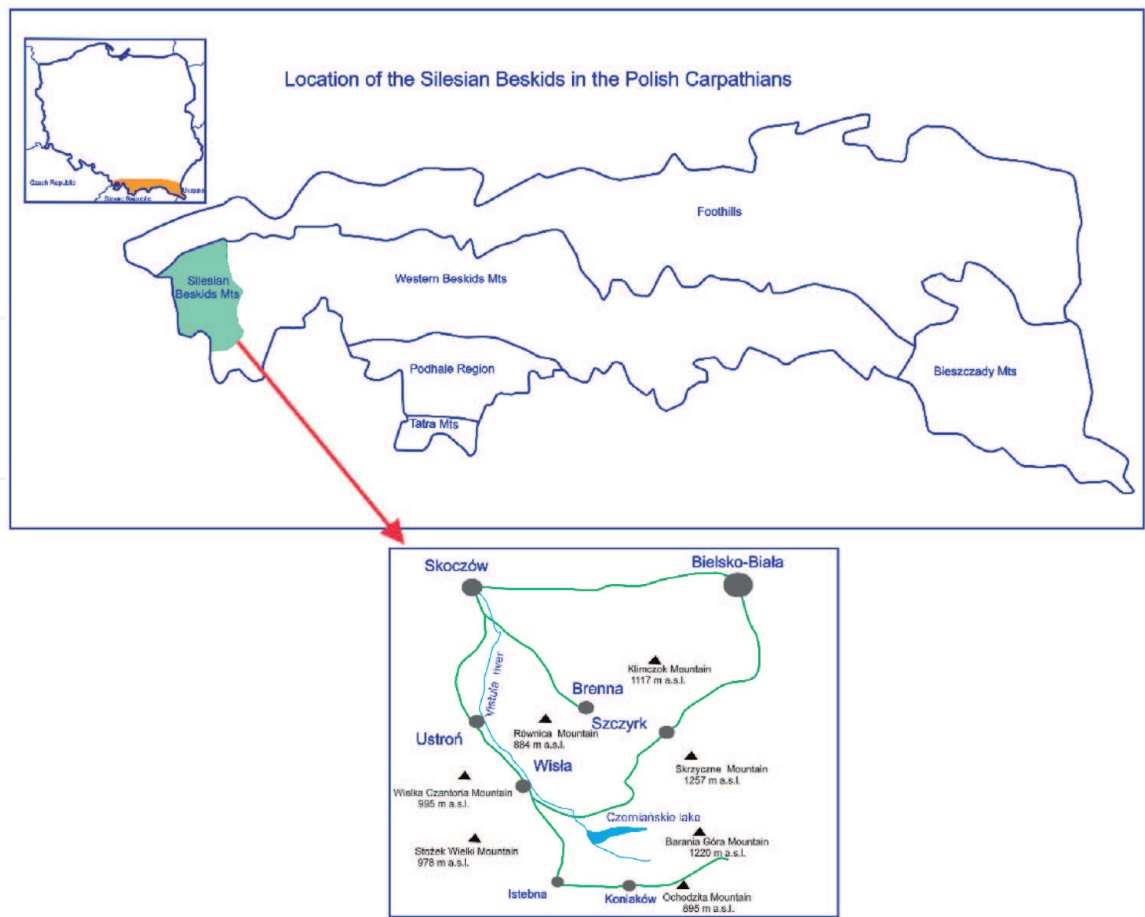 Location of the Silesian Beskids in the Polish Carpathians
Czech Republic
Slovac Republic
Ukraine
Foothills
Silesian
Beskids Mts
Western Beskids Mts
Podhale Region
Tatra Mts
Bieszczady Mts
Skoczów
Bielsko-Biała
Vistula river
Klimczok Mountain
1117 m a.s.l.
Brenna
Szczyrk
Ustroń
Równica Mountain
884 m a.s.l.
Wisła
Skrzyczne Mountain
1257 m a.s.l.
Wielka Czantoria Mountain
995 m a.s.l.
Czerniańskie lake
Stożek Wielki Mountain
978 m a.s.l.
Barania Góra Mountain
1220 m a.s.l.
Istebna
Koniaków
Ochodzita Mountain
895 m a.s.l.